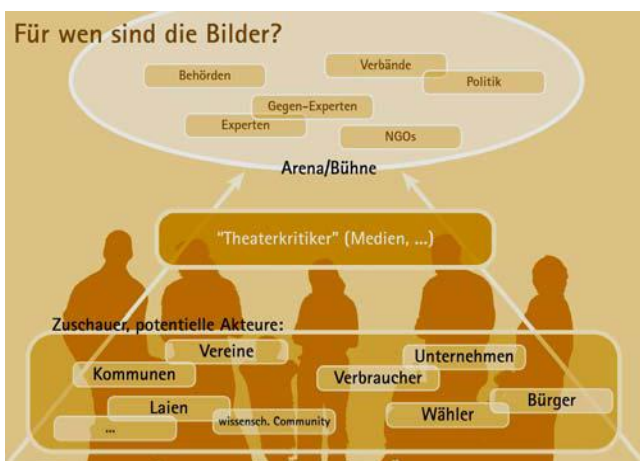 Für wen sind die Bilder?
Verbände
Behörden
Politik
Gegen-Experten
Experten
NGOs
Arena/Bühne
"Theaterkritiker" (Medien, ...)
Zuschauer, potentielle Akteure:
Vereine
Unternehmen
Kommunen
Verbraucher
Bürger
Laien
wissensch. Community
Wähler
...